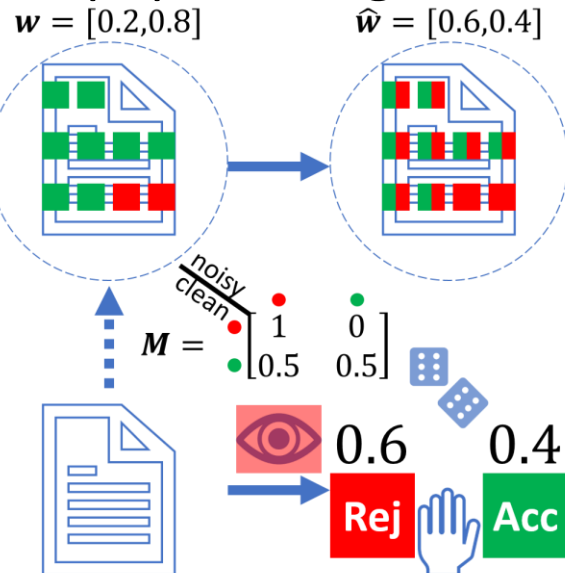 w = [0.2,0.8]
ŵ = [0.6,0.4]
noisy
clean
M =
1 0
0.5 0.5
0.6 0.4
Rej Acc